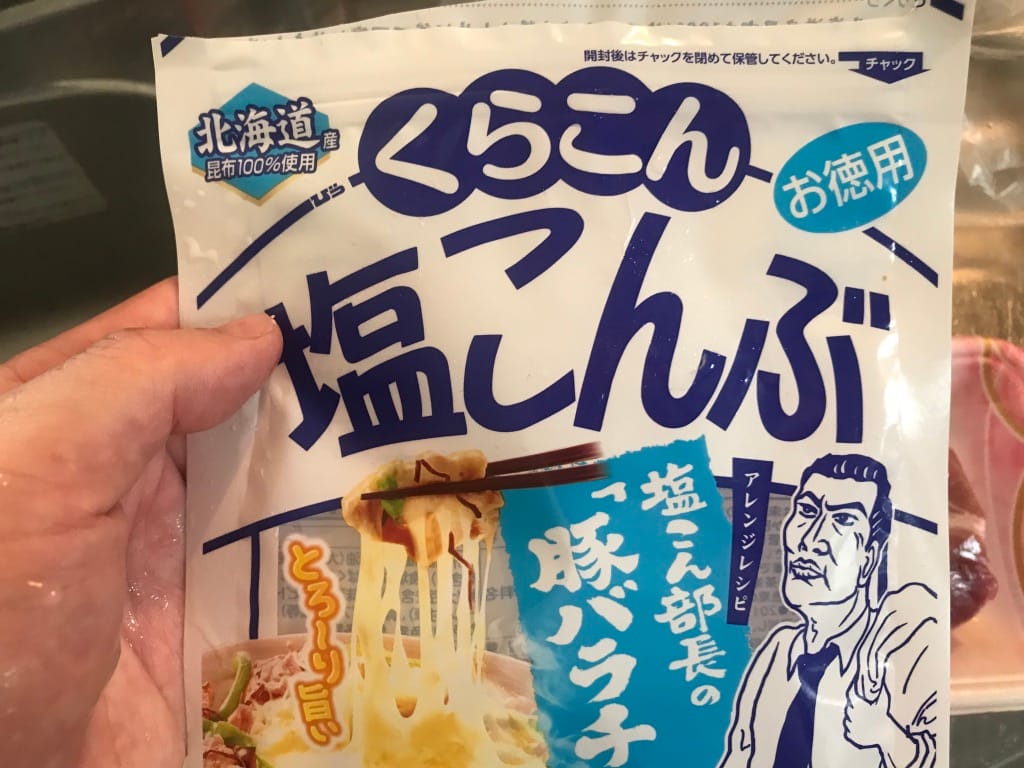 開封後はチャックを閉めて保管してください。
チャック
北海道産
昆布100%使用
くらこん
お徳用
塩こんぶ
アレンジレシピ
塩こん部長の
「豚バラチ
とろ〜り旨い